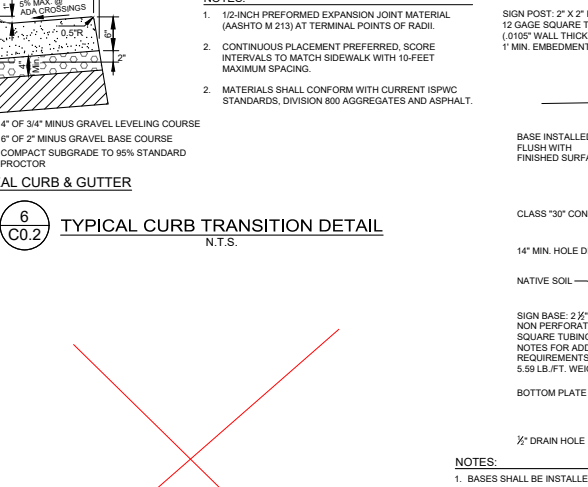 5% MAX. @
ADA CROSSINGS
0.5"R
6"
2"
4"
Min.
4" OF 3/4" MINUS GRAVEL LEVELING COURSE
6" OF 2" MINUS GRAVEL BASE COURSE
COMPACT SUBGRADE TO 95% STANDARD
PROCTOR
AL CURB & GUTTER
6
C0.2
TYPICAL CURB TRANSITION DETAIL
N.T.S.
NOTES:
1. 1/2-INCH PREFORMED EXPANSION JOINT MATERIAL
(AASHTO M 213) AT TERMINAL POINTS OF RADII.
2. CONTINUOUS PLACEMENT PREFERRED, SCORE
INTERVALS TO MATCH SIDEWALK WITH 10-FEET
MAXIMUM SPACING.
2. MATERIALS SHALL CONFORM WITH CURRENT ISPWC
STANDARDS, DIVISION 800 AGGREGATES AND ASPHALT.
SIGN POST: 2" X 2"
12 GAGE SQUARE T
(.0105" WALL THICK
1' MIN. EMBEDMENT
BASE INSTALLED
FLUSH WITH
FINISHED SURFA
CLASS "30" CON
14" MIN. HOLE D
NATIVE SOIL
SIGN BASE: 2 ½"
NON PERFORAT
SQUARE TUBING
NOTES FOR ADD
REQUIREMENTS
5.59 LB./FT. WEI
BOTTOM PLATE
½" DRAIN HOLE
NOTES:
1. BASES SHALL BE INSTALLE